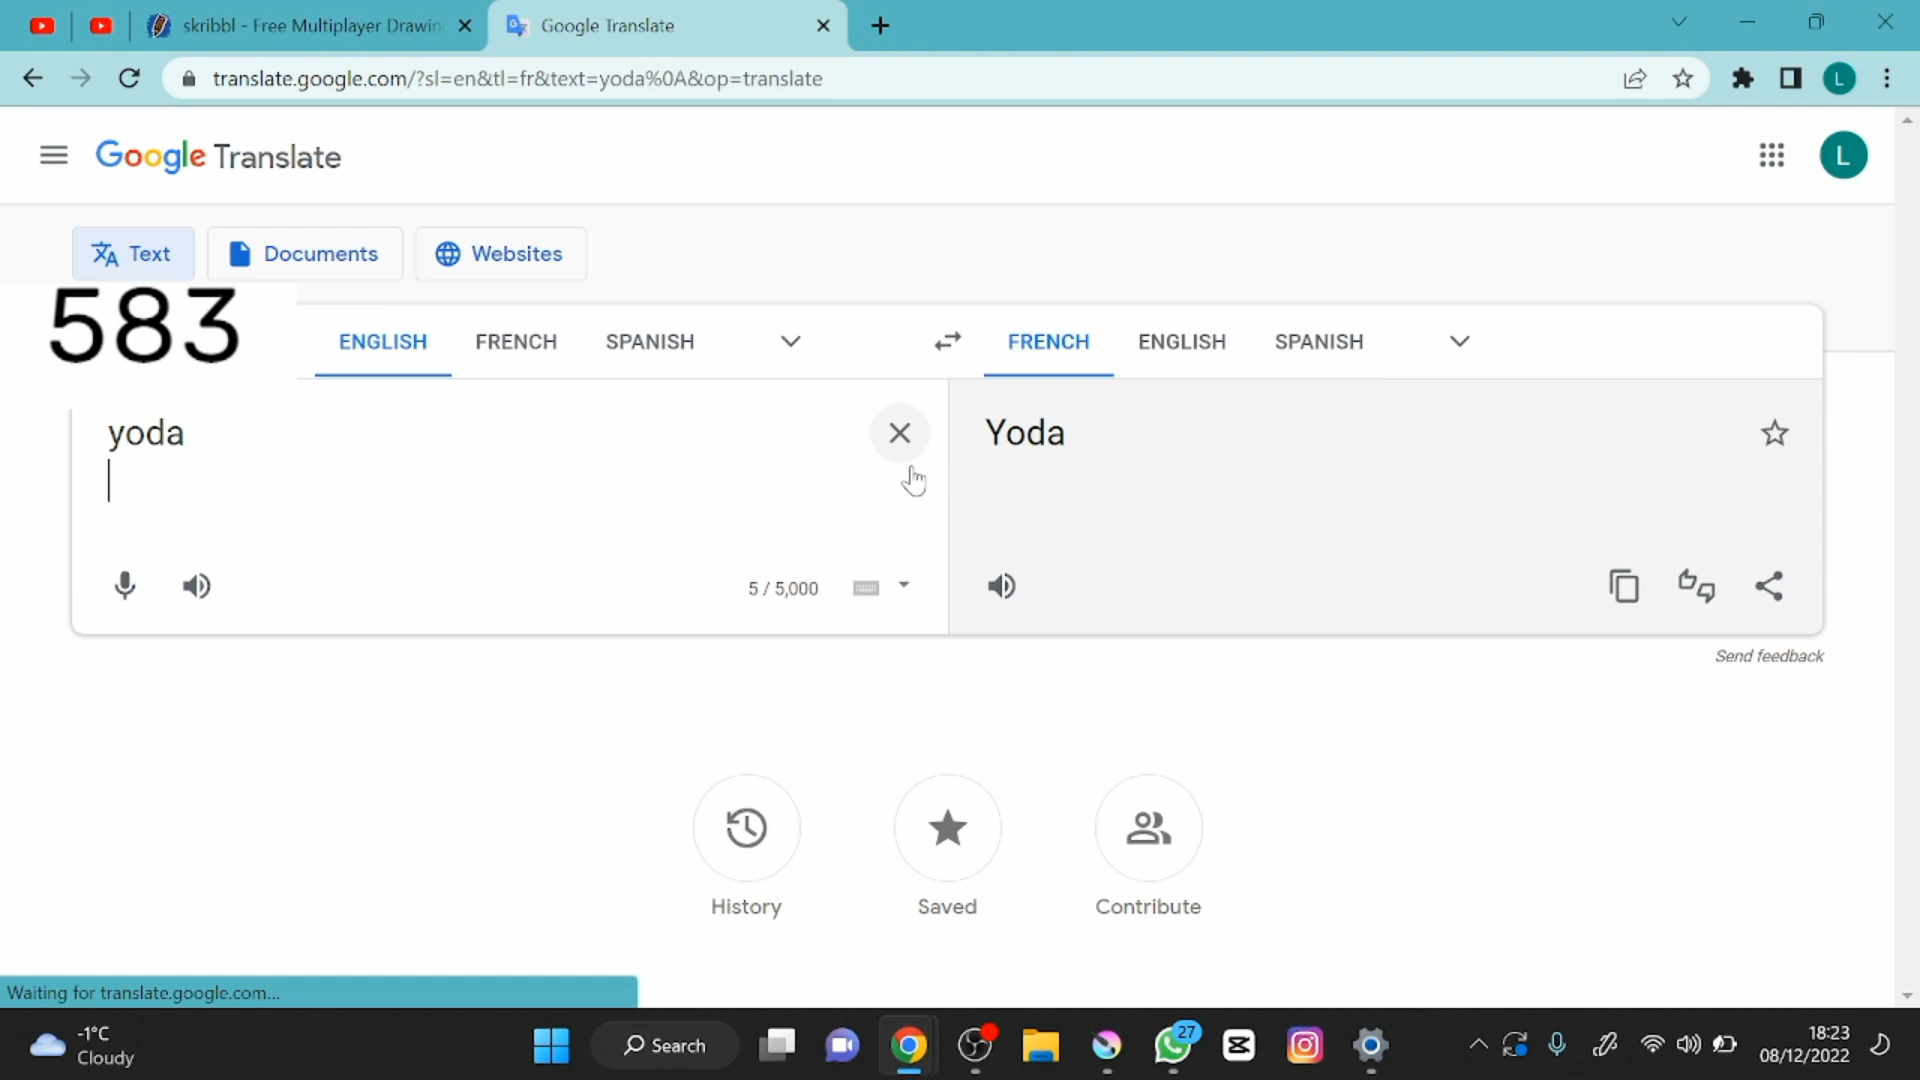 skribbl - Free Multiplayer Drawin
Google Translate
translate.google.com/?sl=en&tl=fr&text=yoda%0A&op=translate
L
Google Translate
L
Text
Documents
Websites
583
ENGLISH
FRENCH
SPANISH
FRENCH
ENGLISH
SPANISH
yoda
Yoda
5 / 5,000
Send feedback
History
Saved
Contribute
Waiting for translate.google.com...
-1°C
Cloudy
Search
27
18:23
08/12/2022